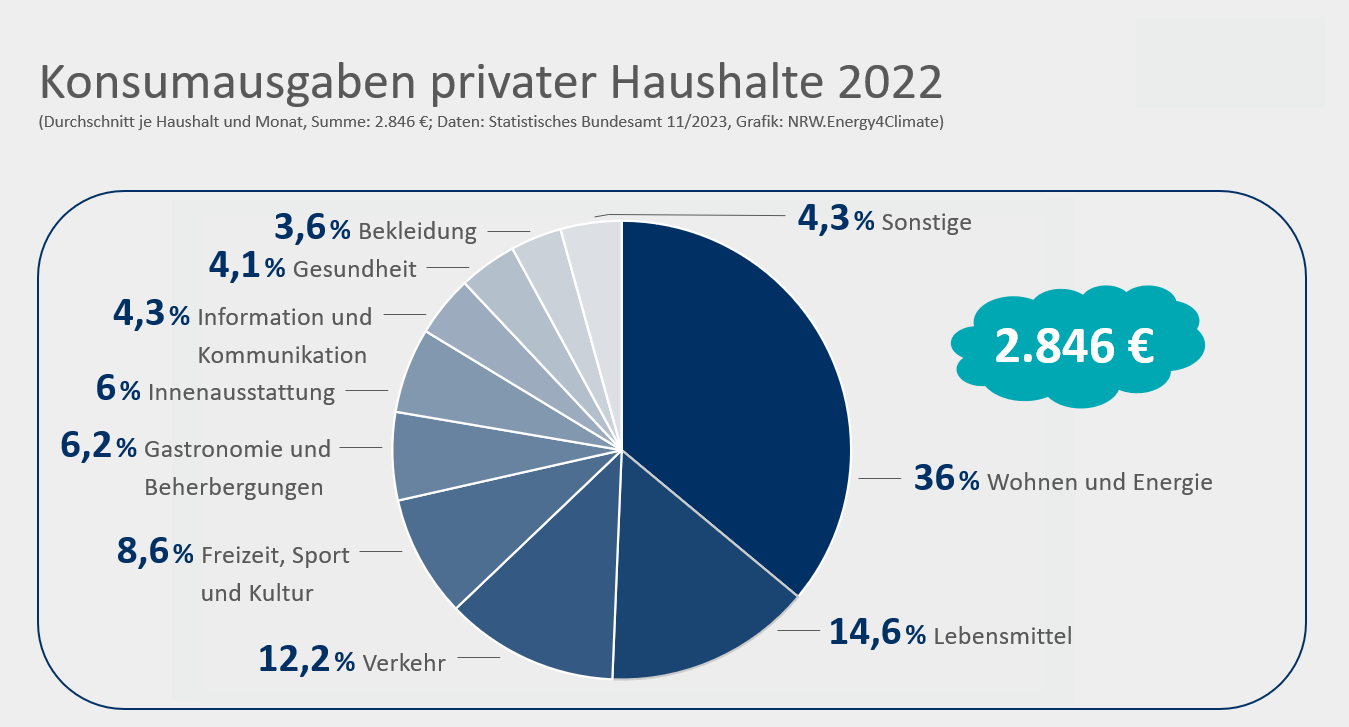 Konsumausgaben privater Haushalte 2022
(Durchschnitt je Haushalt und Monat, Summe: 2.846 €; Daten: Statistisches Bundesamt 11/2023, Grafik: NRW.Energy4Climate)
4,3% Sonstige
3,6% Bekleidung
4,1% Gesundheit
4,3% Information und
Kommunikation
2.846 €
6% Innenausstattung
6,2% Gastronomie und
Beherbergungen
36% Wohnen und Energie
8,6% Freizeit, Sport
und Kultur
14,6% Lebensmittel
12,2% Verkehr